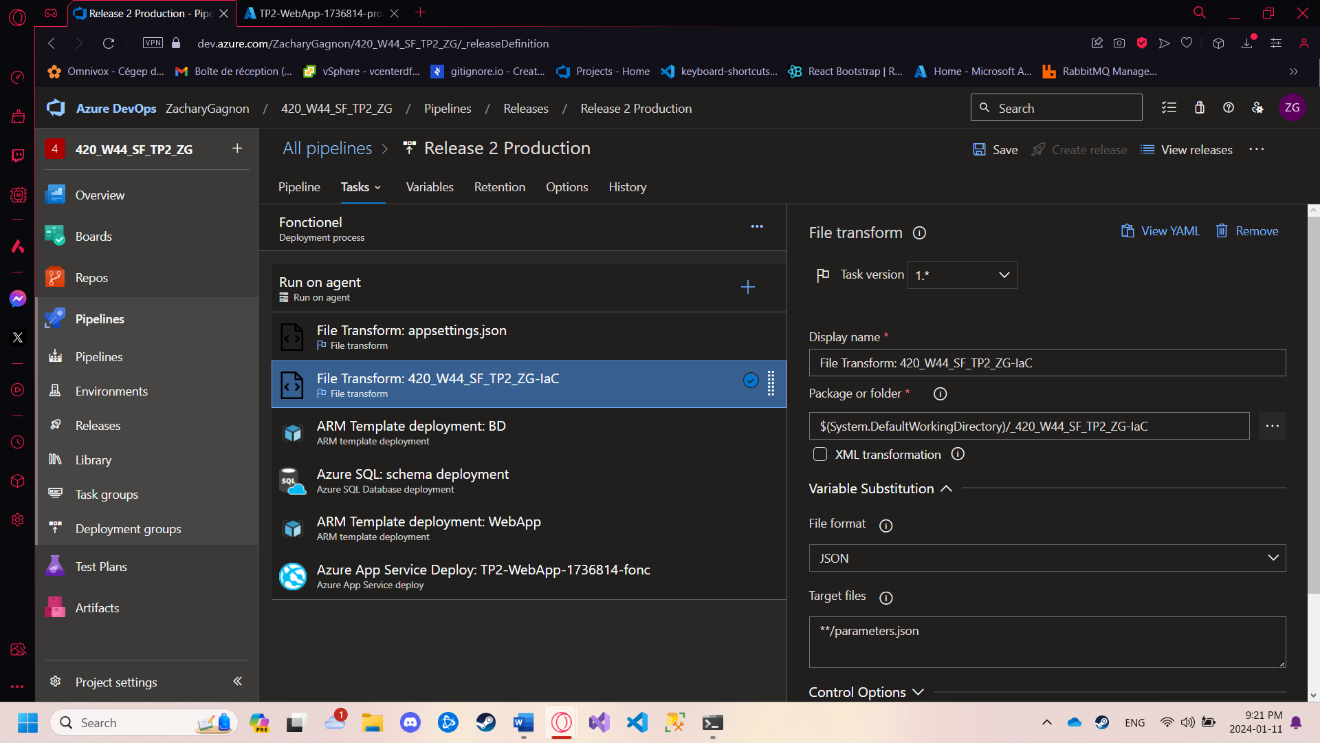 Release 2 Production - Pipe
TP2-WebApp-1736814-pro
VPN
dev.azure.com/ZacharyGagnon/420_W44_SF_TP2_ZG/_releaseDefinition
Omnivox - Cégep d...
Boîte de réception (...
vSphere - vcenterdf...
gitignore.io - Creat...
Projects - Home
keyboard-shortcuts...
React Bootstrap | R...
Home - Microsoft A...
RabbitMQ Manage...
Azure DevOps
ZacharyGagnon
/
420_W44_SF_TP2_ZG
/
Pipelines
/
Releases
/
Release 2 Production
Search
ZG
4
420_W44_SF_TP2_ZG
Overview
Boards
Repos
Pipelines
Pipelines
Environments
Releases
Library
Task groups
Deployment groups
Test Plans
Artifacts
Project settings
All pipelines
Release 2 Production
Save
Create release
View releases
Pipeline
Tasks
Variables
Retention
Options
History
Fonctionel
Deployment process
Run on agent
Run on agent
File Transform: appsettings.json
File transform
File Transform: 420_W44_SF_TP2_ZG-IaC
File transform
ARM Template deployment: BD
ARM template deployment
SQL
Azure SQL: schema deployment
Azure SQL Database deployment
ARM Template deployment: WebApp
ARM template deployment
Azure App Service Deploy: TP2-WebApp-1736814-fonc
Azure App Service deploy
File transform
View YAML
Remove
Task version
1.*
Display name *
File Transform: 420_W44_SF_TP2_ZG-IaC
Package or folder *
$(System.DefaultWorkingDirectory)/_420_W44_SF_TP2_ZG-IaC
XML transformation
Variable Substitution
File format
JSON
Target files
**/parameters.json
Control Options
Search
PRE
1
ENG
9:21 PM
2024-01-11